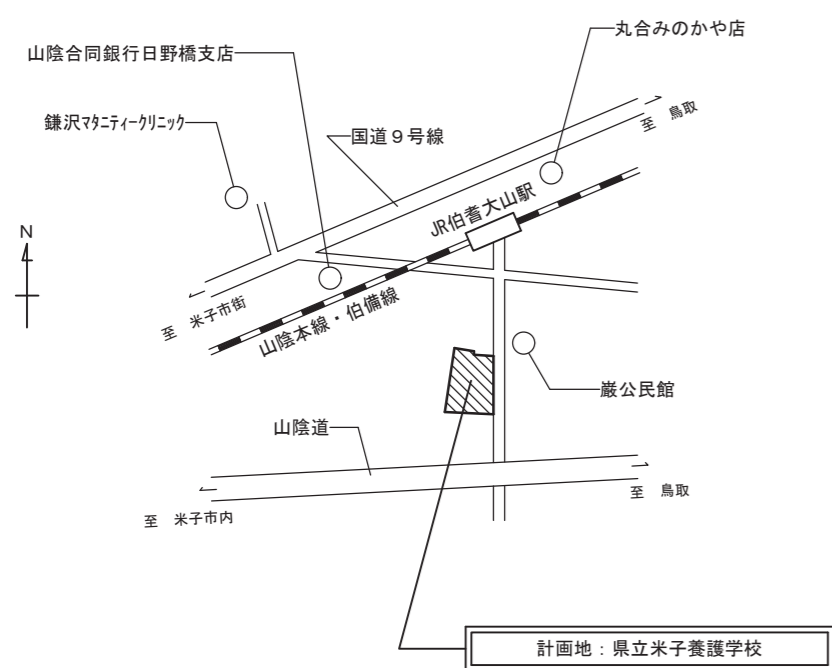 丸合みのかや店
山陰合同銀行日野橋支店
至 鳥取
鎌沢ﾏﾀﾆﾃｨｰｸﾘﾆｯｸ
国道９号線
JR伯耆大山駅
N
至 米子市街
山陰本線・伯備線
巌公民館
山陰道
至 鳥取
至 米子市内
計画地：県立米子養護学校